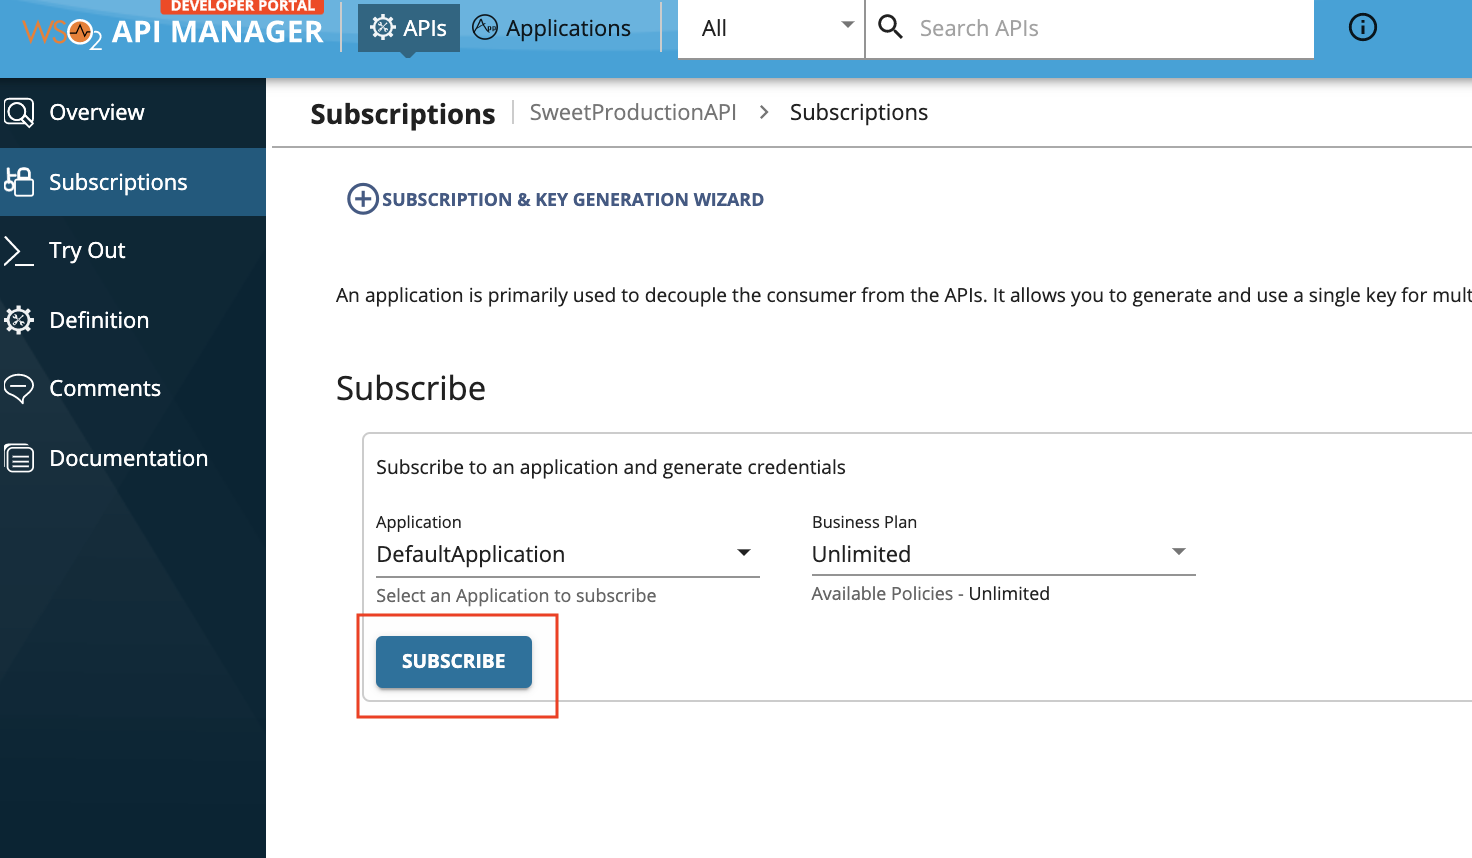 DEVELOPER PORTAL
WSO2 API MANAGER
APIs
App
Applications
All
Search APIs
Overview
Subscriptions
Try Out
Definition
Comments
Documentation
Subscriptions
SweetProductionAPI > Subscriptions
SUBSCRIPTION & KEY GENERATION WIZARD
An application is primarily used to decouple the consumer from the APIs. It allows you to generate and use a single key for mult
Subscribe
Subscribe to an application and generate credentials
Application
DefaultApplication
Select an Application to subscribe
Business Plan
Unlimited
Available Policies - Unlimited
SUBSCRIBE